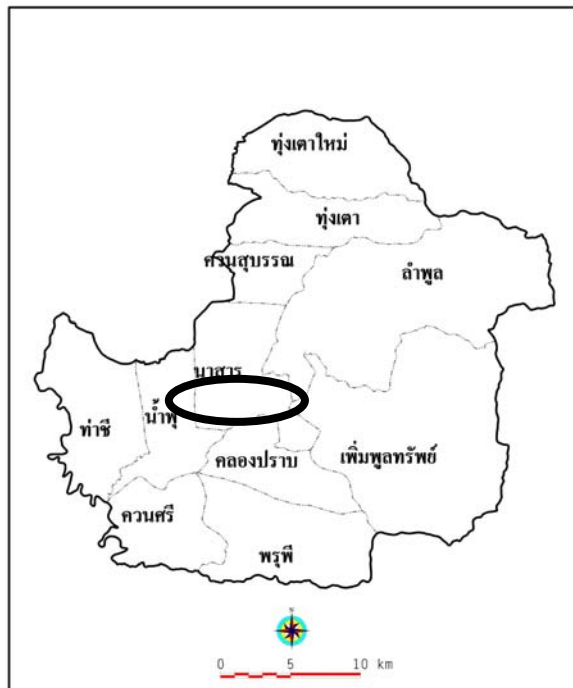 ทุ่งเตาใหม่
ทุ่งเตา
ควนสุบรรณ
ลำพูล
นาสาร
น้ำพุ
ท่าชี
คลองปราบ
เพิ่มพูลทรัพย์
ควนศรี
พรุพี
N
0 5 10 km